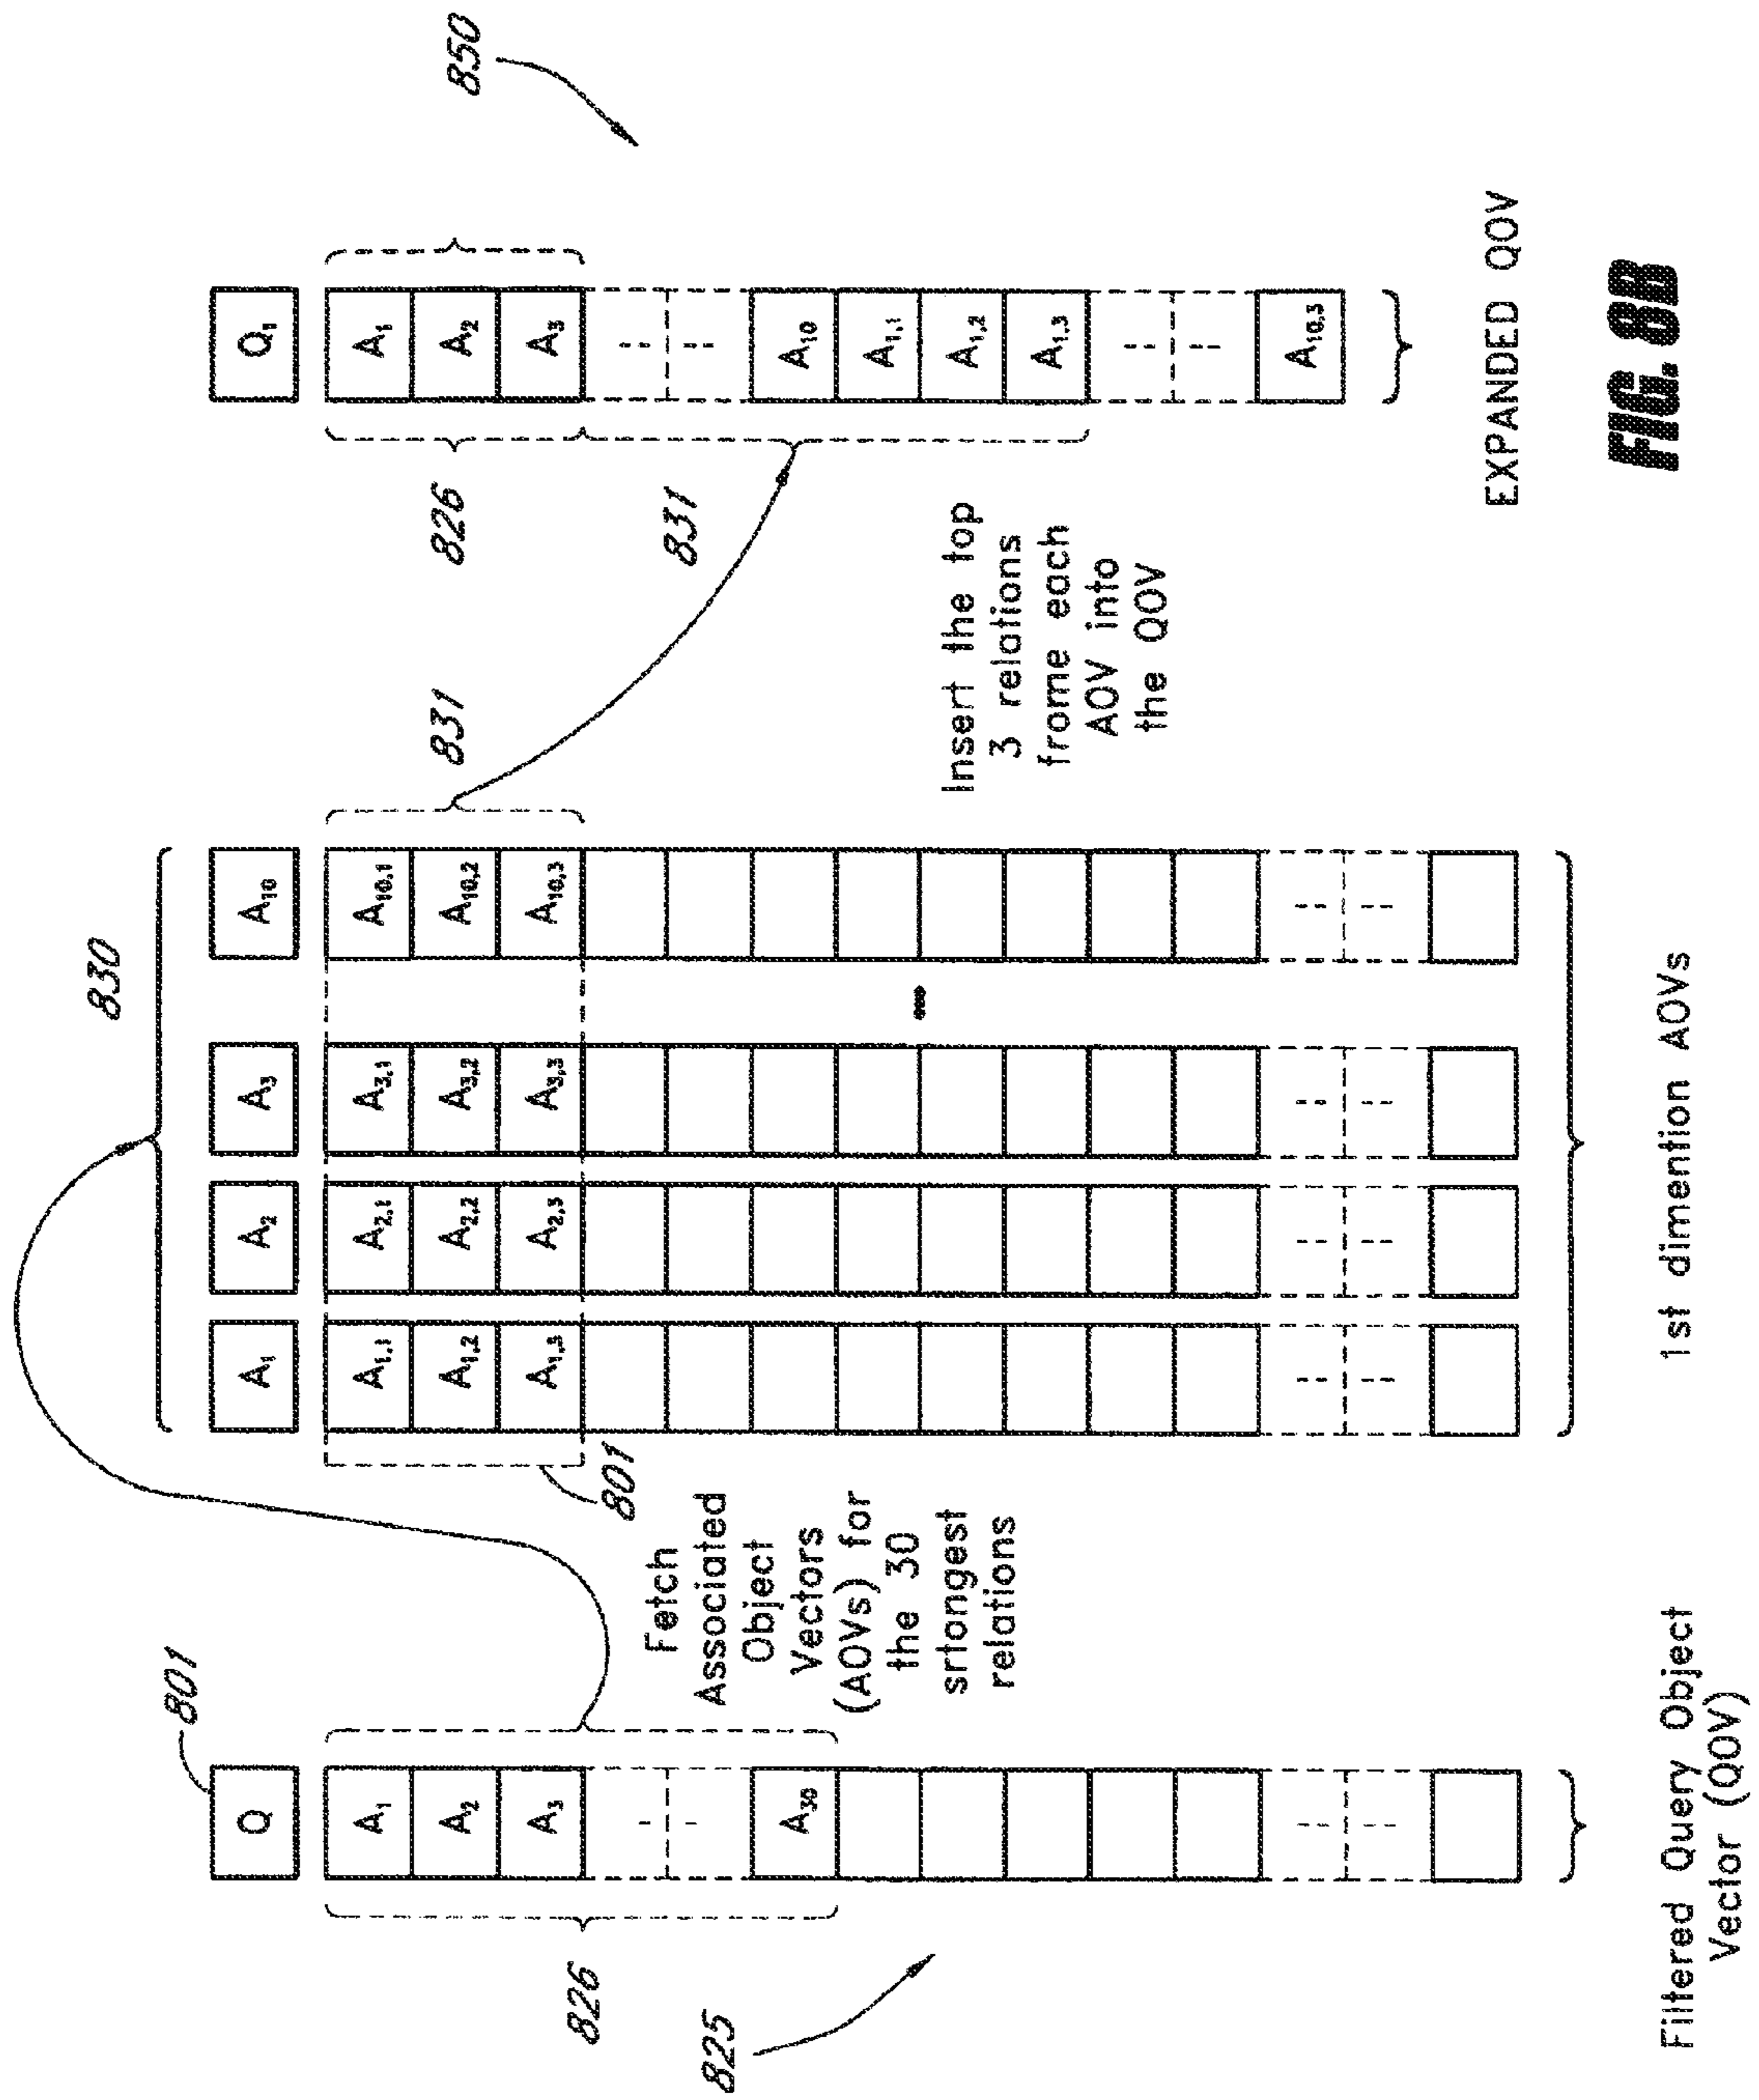 830
801
Q
A1
A2
A3
A30
826
825
Fetch
Associated
Object
Vectors
(AOVs) for
the 30
srtongest
relations
Filtered Query Object
Vector (QOV)
A1 A2 A3 A10
A1,1 A2,1 A3,1 A10,1
A1,2 A2,2 A3,2 A10,2
A1,3 A2,3 A3,3 A10,3
801
831
1st dimention AOVs
Insert the top
3 relations
frome each
AOV into
the QOV
Q1
A1
A2
A3
A10
A1,1
A1,2
A1,3
A10,3
826
831
850
EXPANDED QOV
FIG. 8B